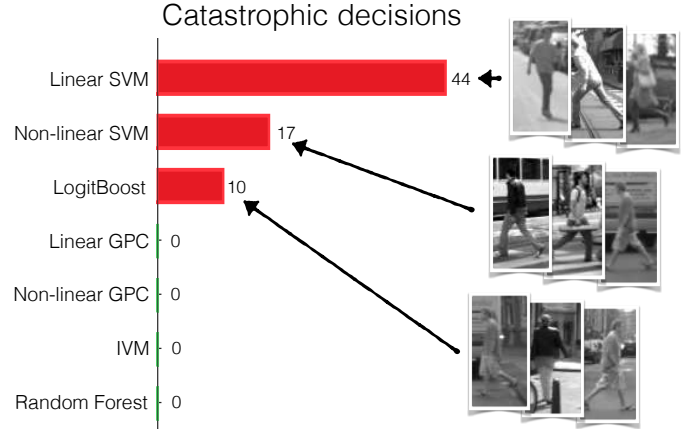 Catastrophic decisions
Linear SVM 44
Non-linear SVM 17
LogitBoost 10
Linear GPC 0
Non-linear GPC 0
IVM 0
Random Forest 0